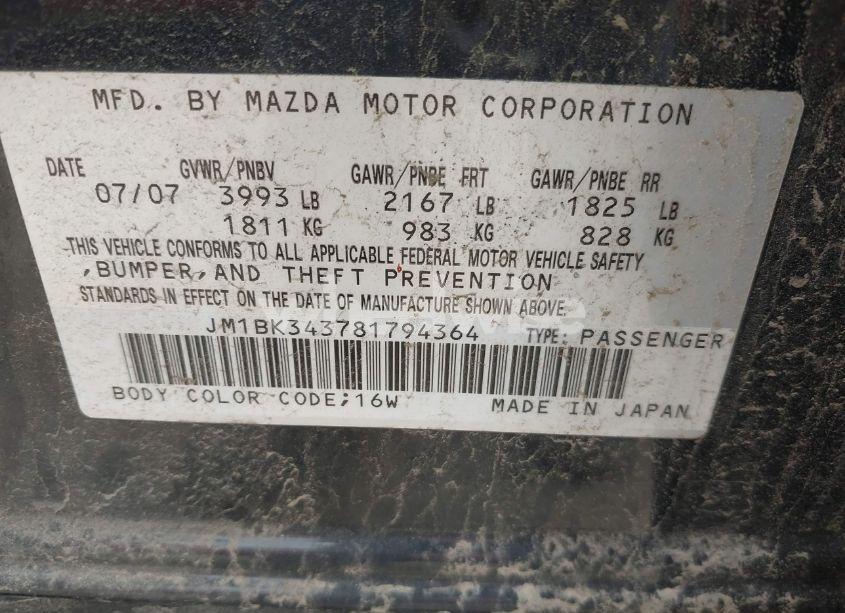 MFD. BY MAZDA MOTOR CORPORATION
DATE GVWR/PNBV GAWR/PNBE FRT GAWR/PNBE RR
07/07 3993 LB 2167 LB 1825 LB
1811 KG 983 KG 828 KG
THIS VEHICLE CONFORMS TO ALL APPLICABLE FEDERAL MOTOR VEHICLE SAFETY
,BUMPER,AND THEFT PREVENTION
STANDARDS IN EFFECT ON THE DATE OF MANUFACTURE SHOWN ABOVE.
JM1BK343781794364 TYPE: PASSENGER
BODY COLOR CODE;16W MADE IN JAPAN